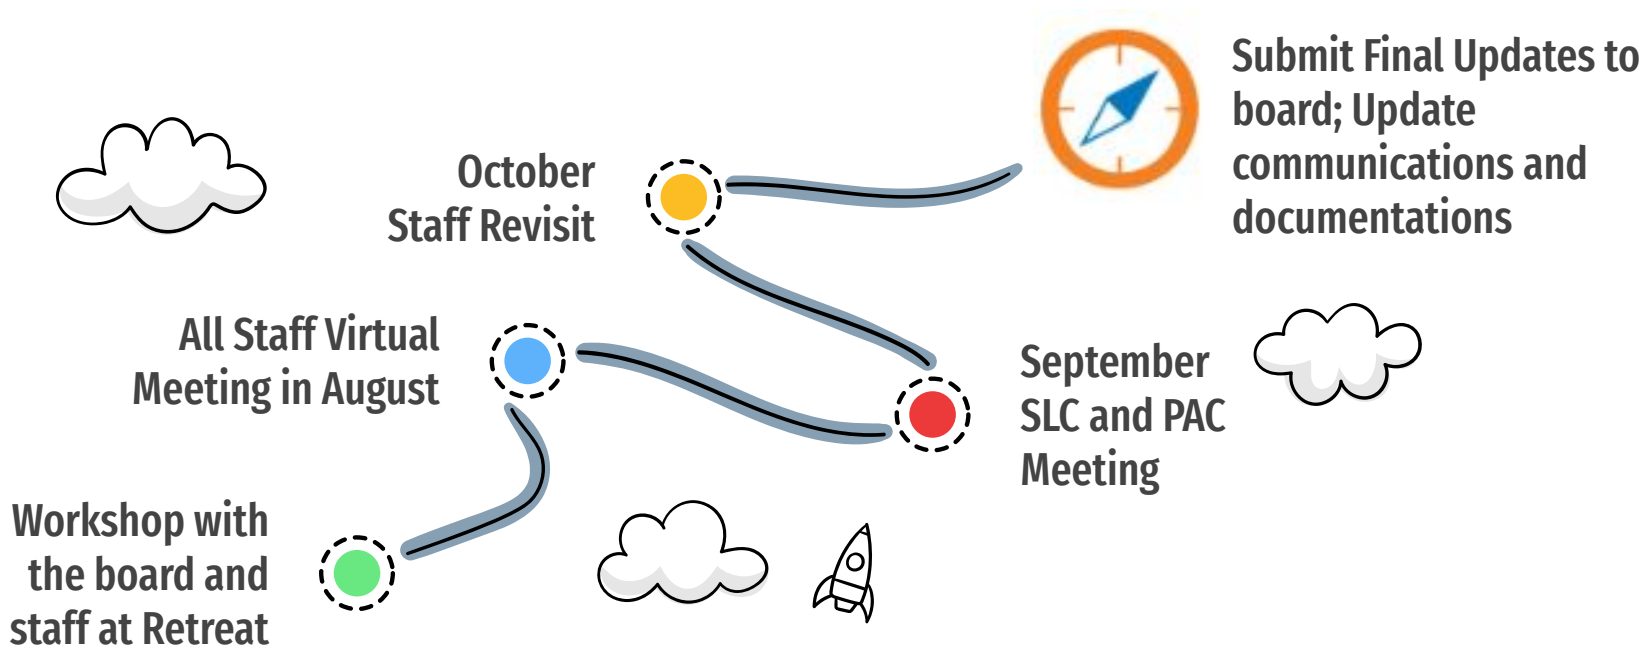 Submit Final Updates to
board; Update
communications and
documentations
October
Staff Revisit
All Staff Virtual
Meeting in August
September
SLC and PAC
Meeting
Workshop with
the board and
staff at Retreat